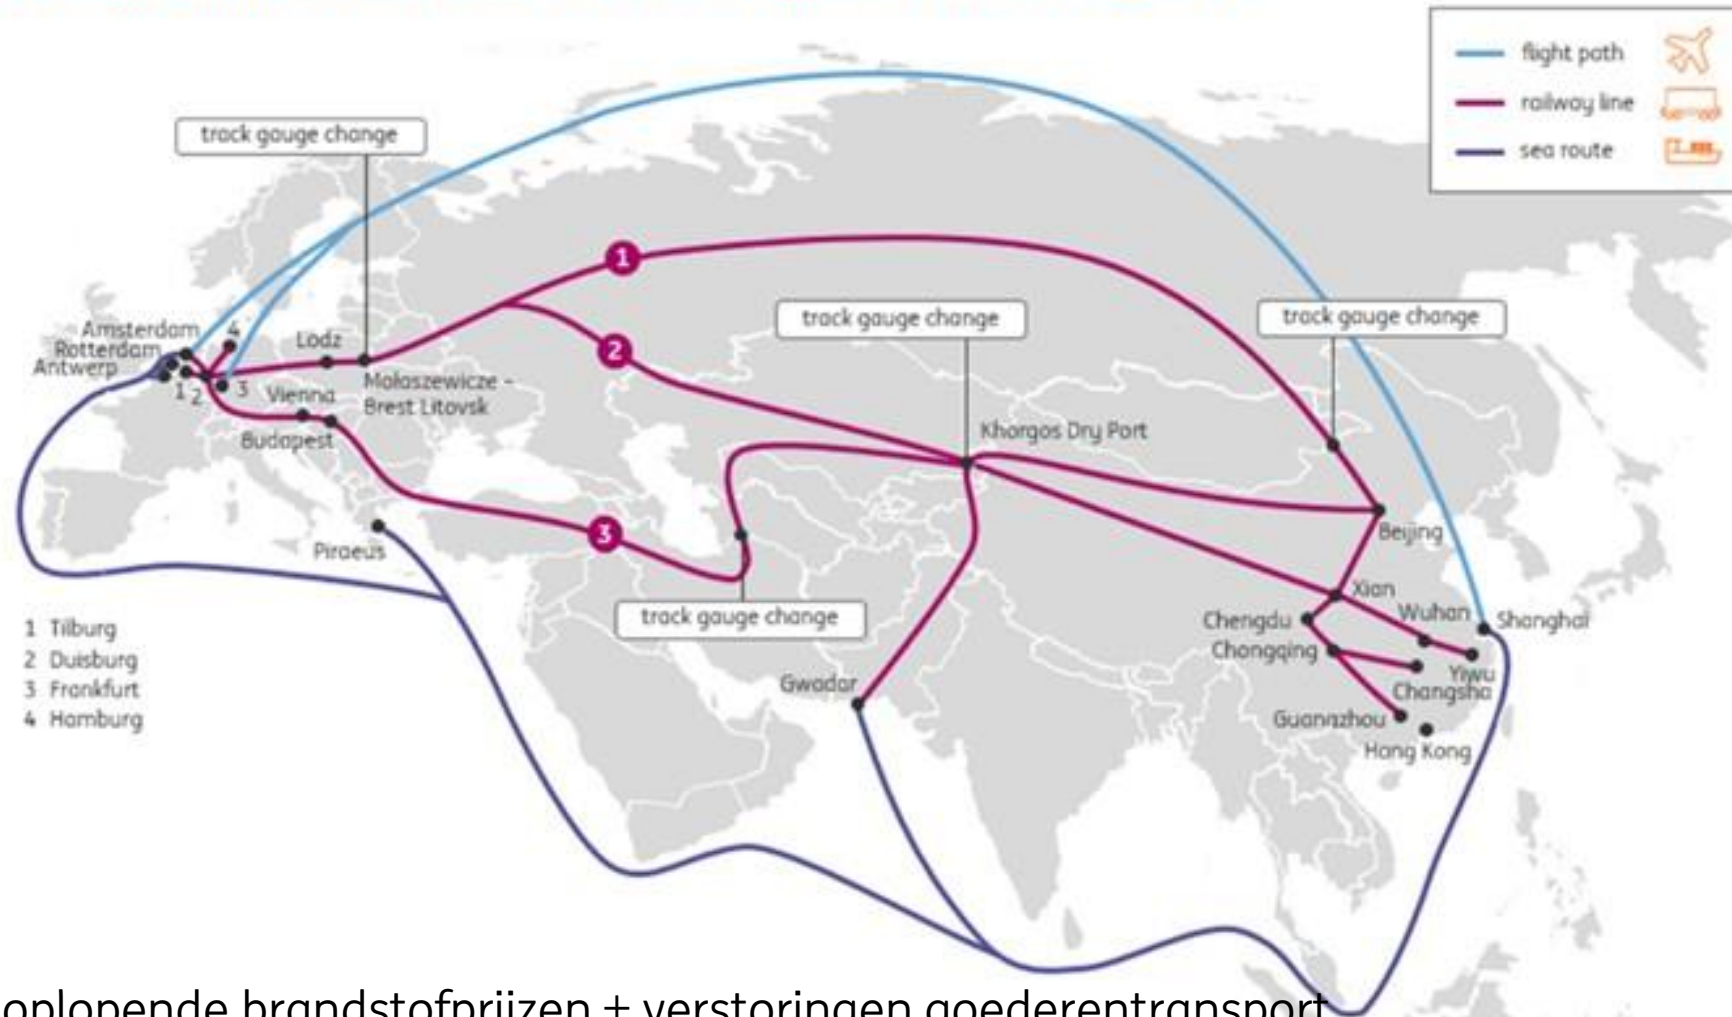 flight path
railway line
sea route
track gauge change
1
2
track gauge change
track gauge change
Amsterdam
Rotterdam
Antwerp
4
1 2
3
Lodz
Małaszewicze –
Brest Litovsk
Vienna
Budapest
Khorgos Dry Port
3
Piraeus
Beijing
track gauge change
Xian
Wuhan
Shanghai
Chengdu
Chongqing
Yiwu
Changsha
Gwadar
Guangzhou
Hong Kong
1 Tilburg
2 Duisburg
3 Frankfurt
4 Hamburg
oplopende brandstofprijzen + verstoringen goederentransport